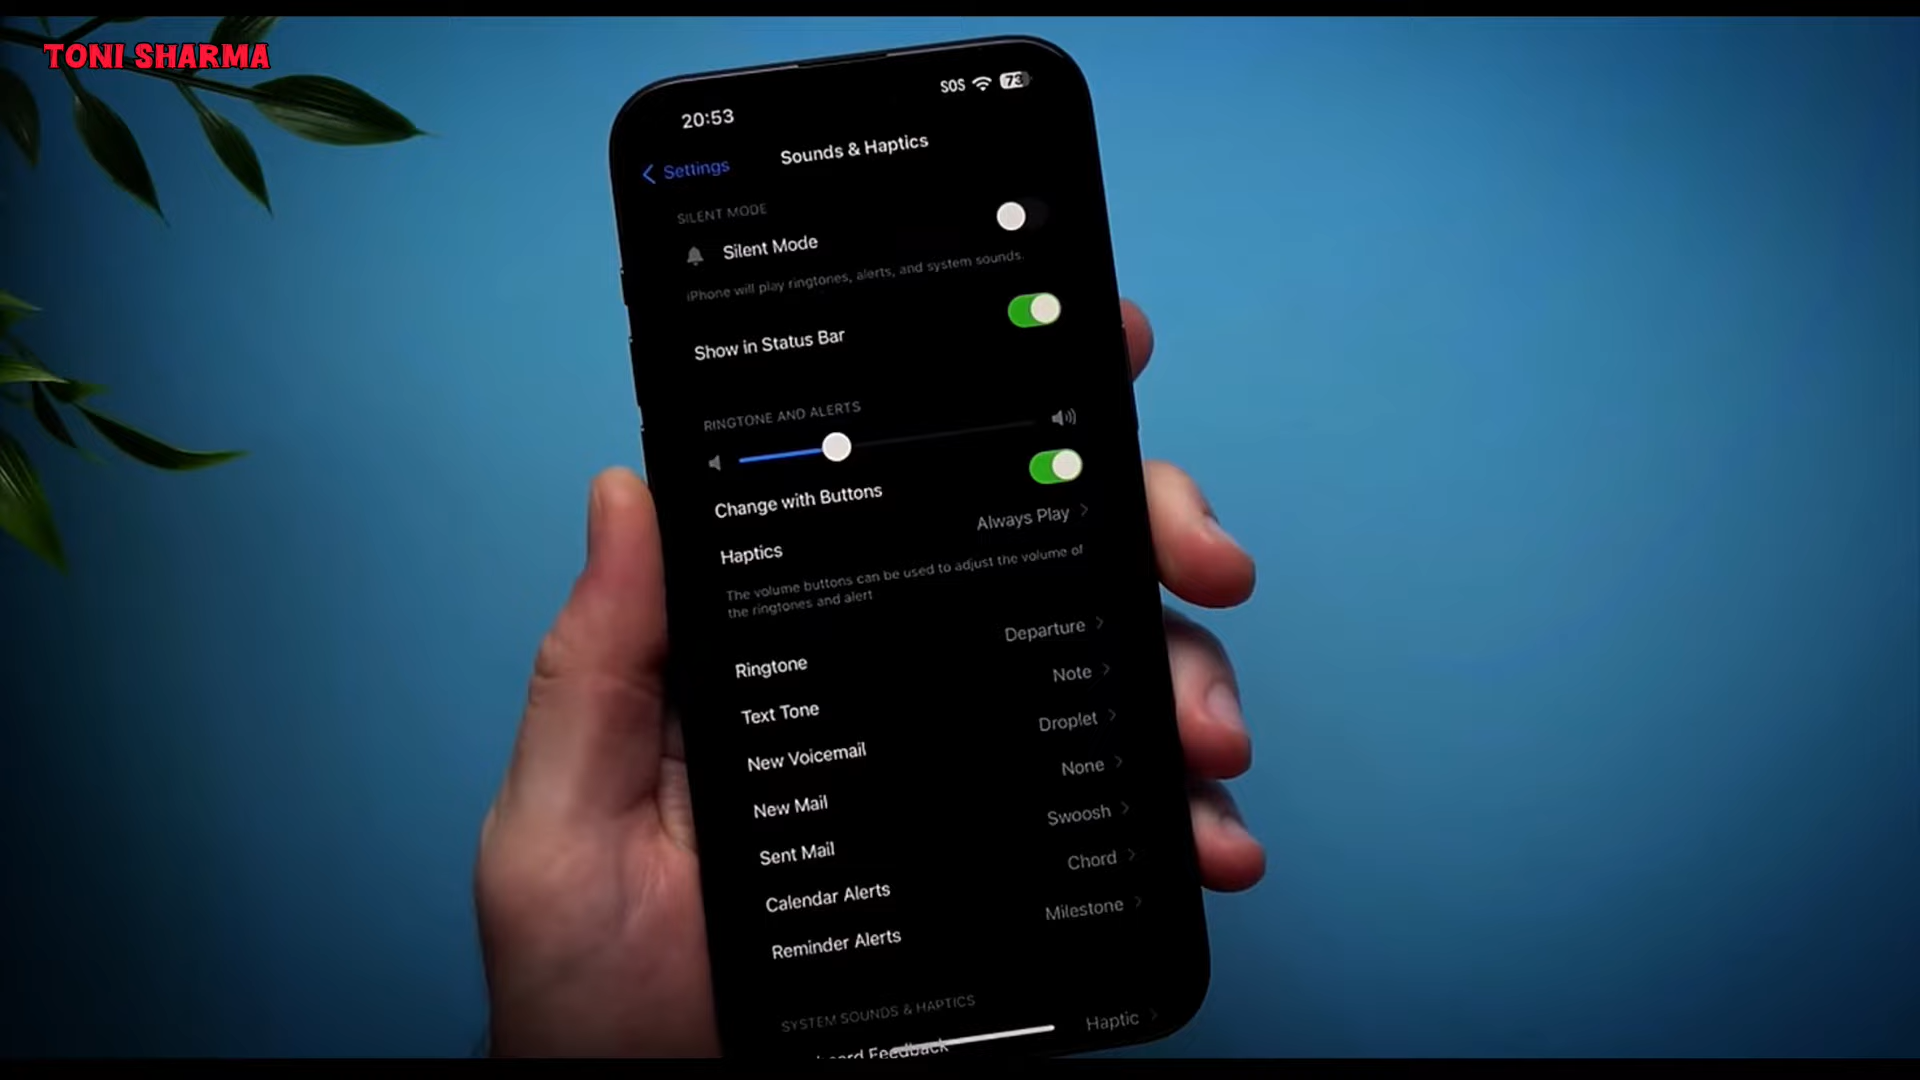 TONI SHARMA
20:53
SOS 73
Settings
Sounds & Haptics
SILENT MODE
Silent Mode
iPhone will play ringtones, alerts, and system sounds.
Show in Status Bar
RINGTONE AND ALERTS
Change with Buttons
Haptics Always Play
The volume buttons can be used to adjust the volume of
the ringtones and alert
Ringtone Departure
Text Tone Note
New Voicemail Droplet
New Mail None
Sent Mail Swoosh
Calendar Alerts Chord
Reminder Alerts Milestone
SYSTEM SOUNDS & HAPTICS
Feedback Haptic